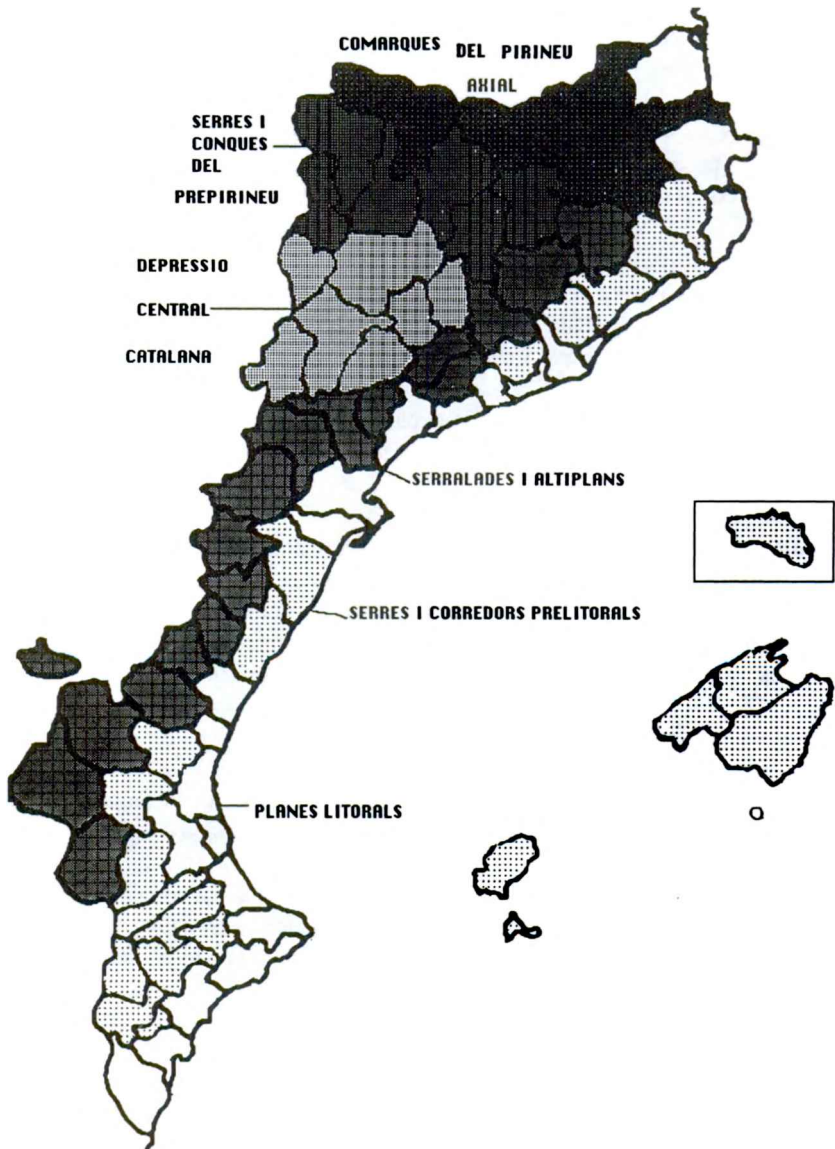 COMARQUES DEL PIRINEU
AXIAL
SERRES I
CONQUES
DEL
PREPIRINEU
DEPRESSIO
CENTRAL
CATALANA
SERRALADES I ALTIPLANS
SERRES I CORREDORS PRELITORALS
PLANES LITORALS